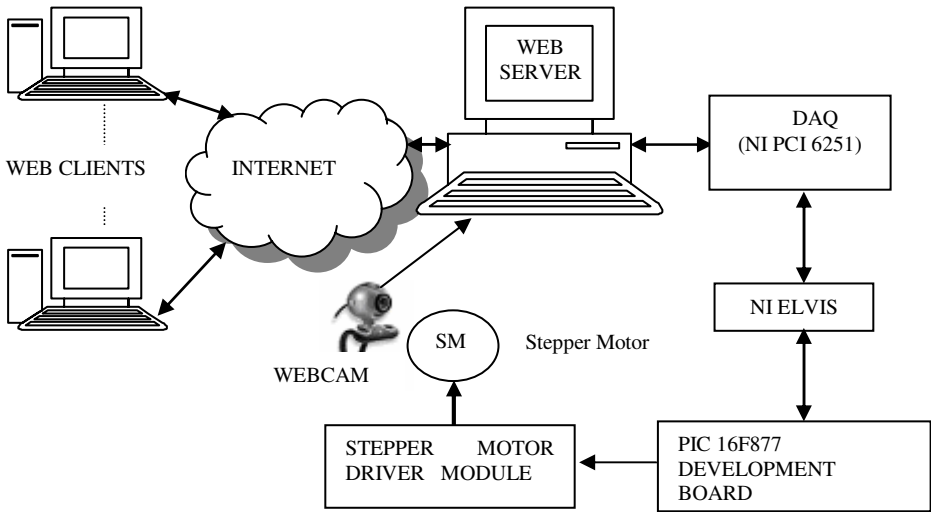 WEB
SERVER
DAQ
(NI PCI 6251)
WEB CLIENTS
INTERNET
NI ELVIS
SM
Stepper Motor
WEBCAM
STEPPER MOTOR
DRIVER MODULE
PIC 16F877
DEVELOPMENT
BOARD